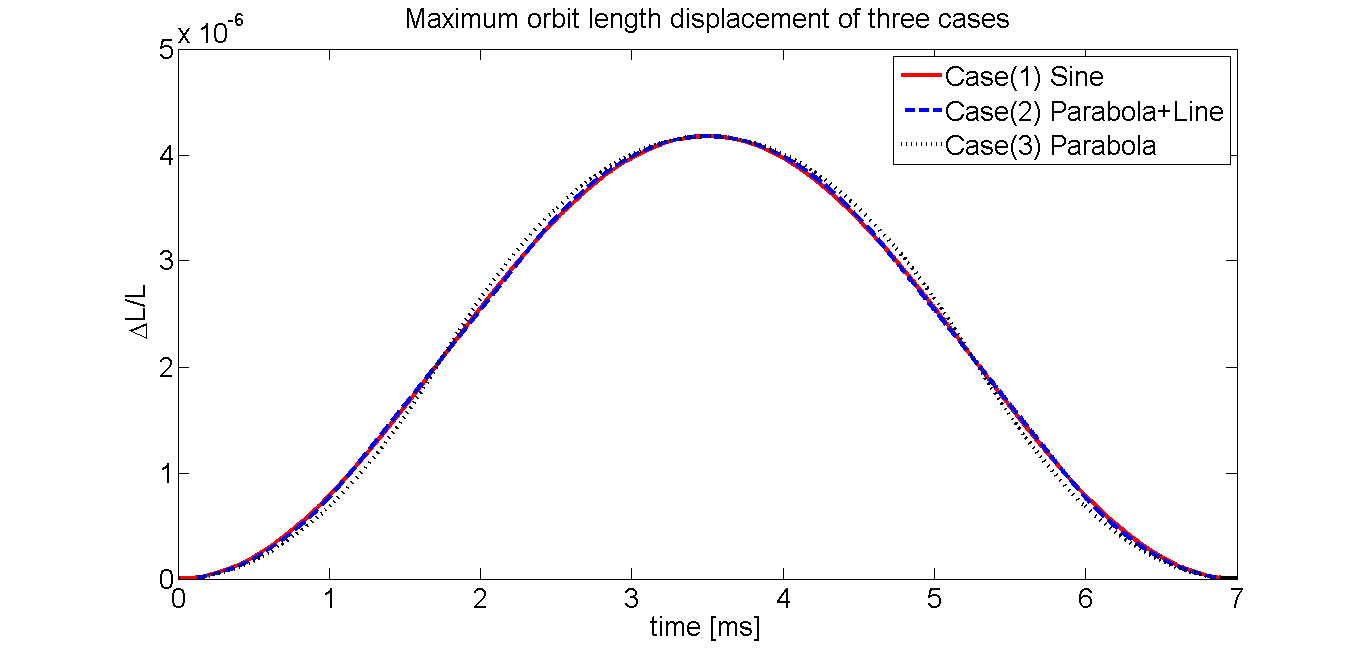 Maximum orbit length displacement of three cases
x 10⁻⁶
5
4
3
2
1
0
ΔL/L
Case(1) Sine
Case(2) Parabola+Line
Case(3) Parabola
0 1 2 3 4 5 6 7
time [ms]